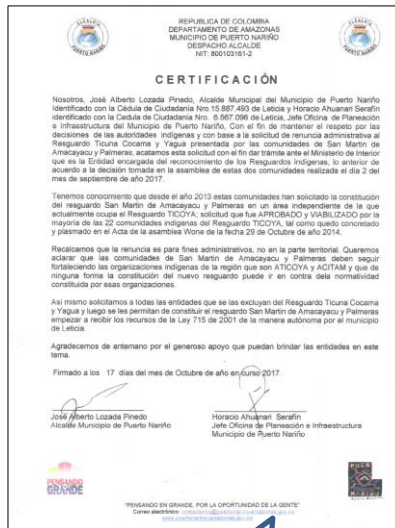 REPUBLICA DE COLOMBIA
DEPARTAMENTO DE AMAZONAS
MUNICIPIO DE PUERTO NARIÑO
DESPACHO ALCALDE
NIT: 800103161-2
ALCALDIA
PUERTO NARIÑO
ALCALDIA
PUERTO NARIÑO
CERTIFICACIÓN
Nosotros, José Alberto Lozada Pinedo, Alcalde Municipal del Municipio de Puerto Nariño
identificado con la Cédula de Ciudadanía Nro.15.887.493 de Leticia y Horacio Ahuanari Serafín
identificado con la Cedula de Ciudadanía Nro. 6.567.096 de Leticia, Jefe Oficina de Planeación
e Infraestructura del Municipio de Puerto Nariño, Con el fin de mantener el respeto por las
decisiones de las autoridades indígenas y con base a la solicitud de renuncia administrativa al
Resguardo Ticuna Cocama y Yagua presentada por las comunidades de San Martin de
Amacayacu y Palmeras, acatamos esta solicitud con el fin dar trámite ante el Ministerio de Interior
que es la Entidad encargada del reconocimiento de los Resguardos Indígenas, lo anterior de
acuerdo a la decisión tomada en la asamblea de estas dos comunidades realizada el dia 2 del
mes de septiembre de año 2017.
Tenemos conocimiento que desde el año 2013 estas comunidades han solicitado la constitución
del resguardo San Martin de Amacayacu y Palmeras en un área independiente de la que
actualmente ocupa el Resguardo TICOYA; solicitud que fue APROBADO y VIABILIZADO por la
mayoría de las 22 comunidades indígenas del Resguardo TICOYA, tal como quedo concretado
y plasmado en el Acta de la asamblea Wone de la fecha 29 de Octubre de año 2014.
Recalcamos que la renuncia es para fines administrativos, no en la parte territorial. Queremos
aclarar que las comunidades de San Martin de Amacayacu y Palmeras deben seguir
fortaleciendo las organizaciones indígenas de la región que son ATICOYA y ACITAM y que de
ninguna forma la constitución del nuevo resguardo puede ir en contra dela normatividad
constituida por esas organizaciones.
Así mismo solicitamos a todas las entidades que se las excluyan del Resguardo Ticuna Cocama
y Yagua y luego se les permitan de constituir el resguardo San Martin de Amacayacu y Palmeras
empezar a recibir los recursos de la Ley 715 de 2001 de la manera autónoma por el municipio
de Leticia.
Agradecemos de antemano por el generoso apoyo que puedan brindar las entidades en este
tema.
Firmado a los 17 días del mes de Octubre de año en curso 2017.
José Alberto Lozada Pinedo
Alcalde Municipio de Puerto Nariño
Horacio Ahuanari Serafín
Jefe Oficina de Planeación e Infraestructura
Municipio de Puerto Nariño
PENSANDO
GRANDE
"PENSANDO EN GRANDE, POR LA OPORTUNIDAD DE LA GENTE"